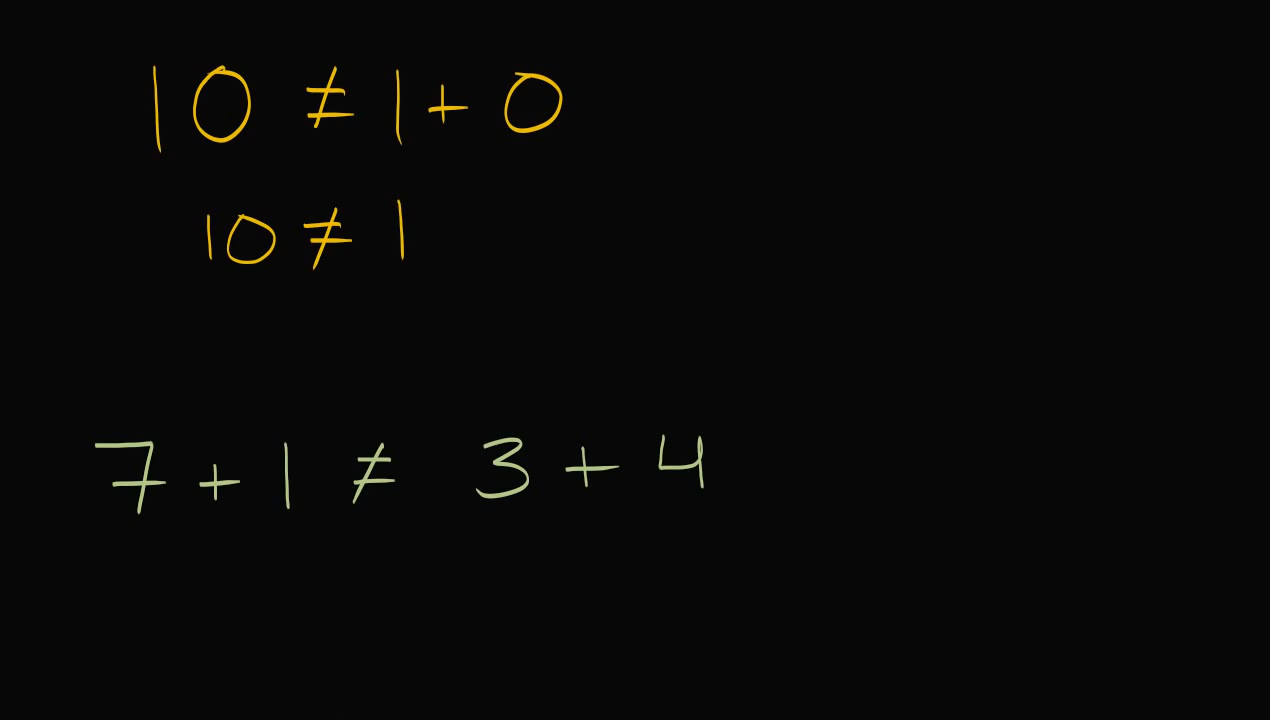 10 ≠ 1 + 0
10 ≠ 1
7 + 1 ≠ 3 + 4